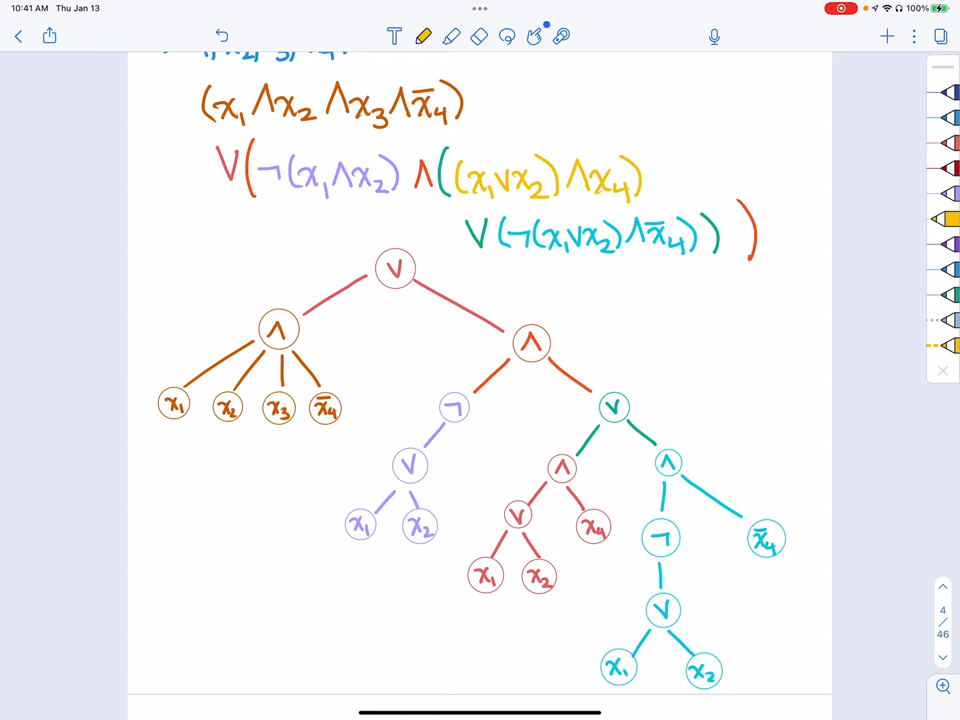 10:41 AM Thu Jan 13
100%
T
(x₁ ∧ x₂ ∧ x₃ ∧ x̄₄)
∨ (¬(x₁ ∧ x₂) ∧ ((x₁ ∨ x₂) ∧ x₄)
∨ (¬(x₁ ∨ x₂) ∧ x̄₄)) )
∨
∧ ∧
x₁ x₂ x₃ x̄₄ ¬ ∨
∨ ∧ ∧
x₁ x₂ ∨ x₄ ¬ x̄₄
x₁ x₂
∨
x₁ x₂
4
/
46